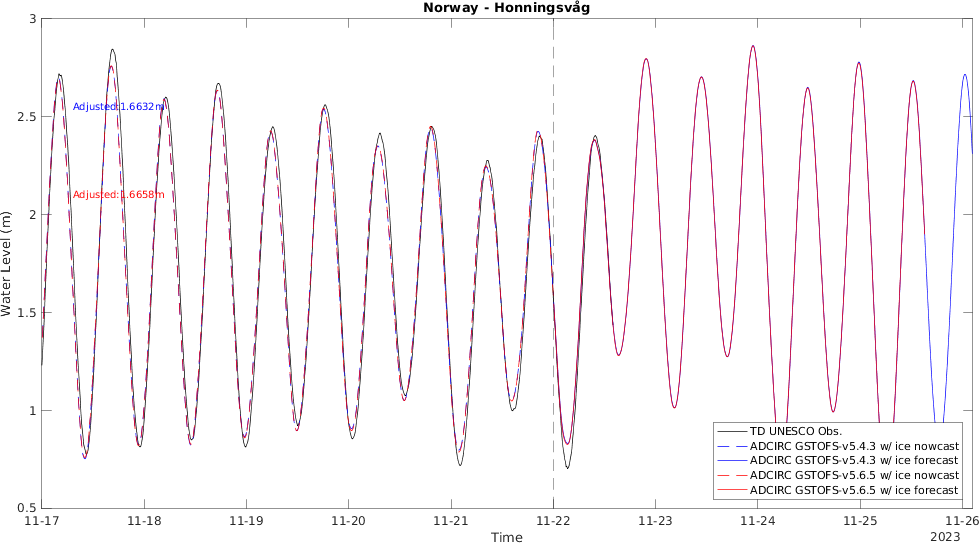 Norway - Honningsvåg
3
2.5
2
1.5
1
0.5
Water Level (m)
Adjusted:1.6632m
Adjusted:1.6658m
TD UNESCO Obs.
ADCIRC GSTOFS-v5.4.3 w/ ice nowcast
ADCIRC GSTOFS-v5.4.3 w/ ice forecast
ADCIRC GSTOFS-v5.6.5 w/ ice nowcast
ADCIRC GSTOFS-v5.6.5 w/ ice forecast
11-17 11-18 11-19 11-20 11-21 11-22 11-23 11-24 11-25 11-26
Time
2023